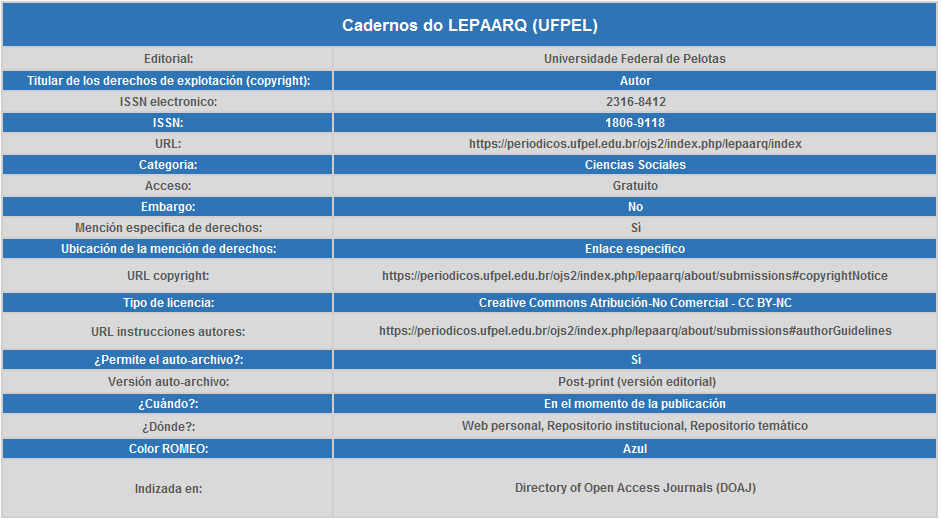 Cadernos do LEPAARQ (UFPEL)
Editorial: Universidade Federal de Pelotas
Titular de los derechos de explotación (copyright): Autor
ISSN electronico: 2316-8412
ISSN: 1806-9118
URL: https://periodicos.ufpel.edu.br/ojs2/index.php/lepaarq/index
Categoria: Ciencias Sociales
Acceso: Gratuito
Embargo: No
Mención específica de derechos: Sí
Ubicación de la mención de derechos: Enlace específico
URL copyright: https://periodicos.ufpel.edu.br/ojs2/index.php/lepaarq/about/submissions#copyrightNotice
Tipo de licencia: Creative Commons Atribución-No Comercial - CC BY-NC
URL instrucciones autores: https://periodicos.ufpel.edu.br/ojs2/index.php/lepaarq/about/submissions#authorGuidelines
¿Permite el auto-archivo?: Sí
Versión auto-archivo: Post-print (versión editorial)
¿Cuándo?: En el momento de la publicación
¿Dónde?: Web personal, Repositorio institucional, Repositorio temático
Color ROMEO: Azul
Indizada en: Directory of Open Access Journals (DOAJ)